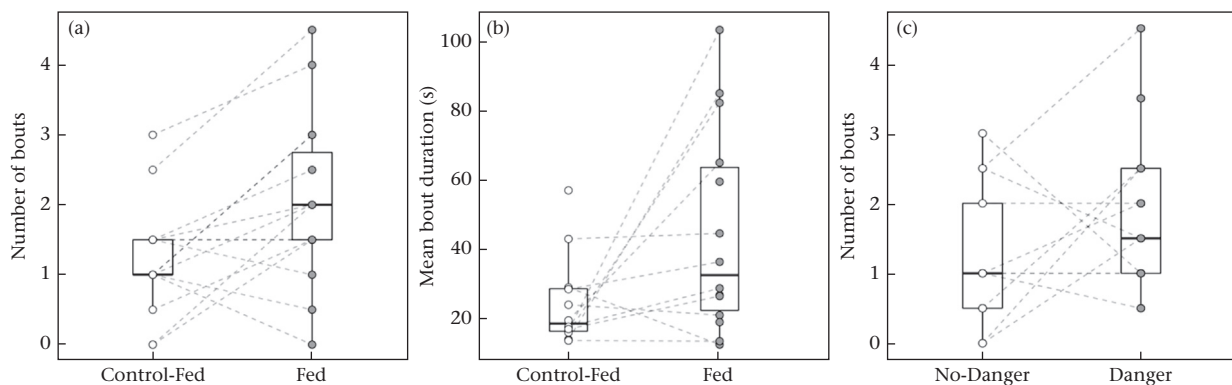 (a)
Number of bouts
4
3
2
1
0
Control-Fed Fed
(b)
Mean bout duration (s)
100
80
60
40
20
Control-Fed Fed
(c)
Number of bouts
4
3
2
1
0
No-Danger Danger